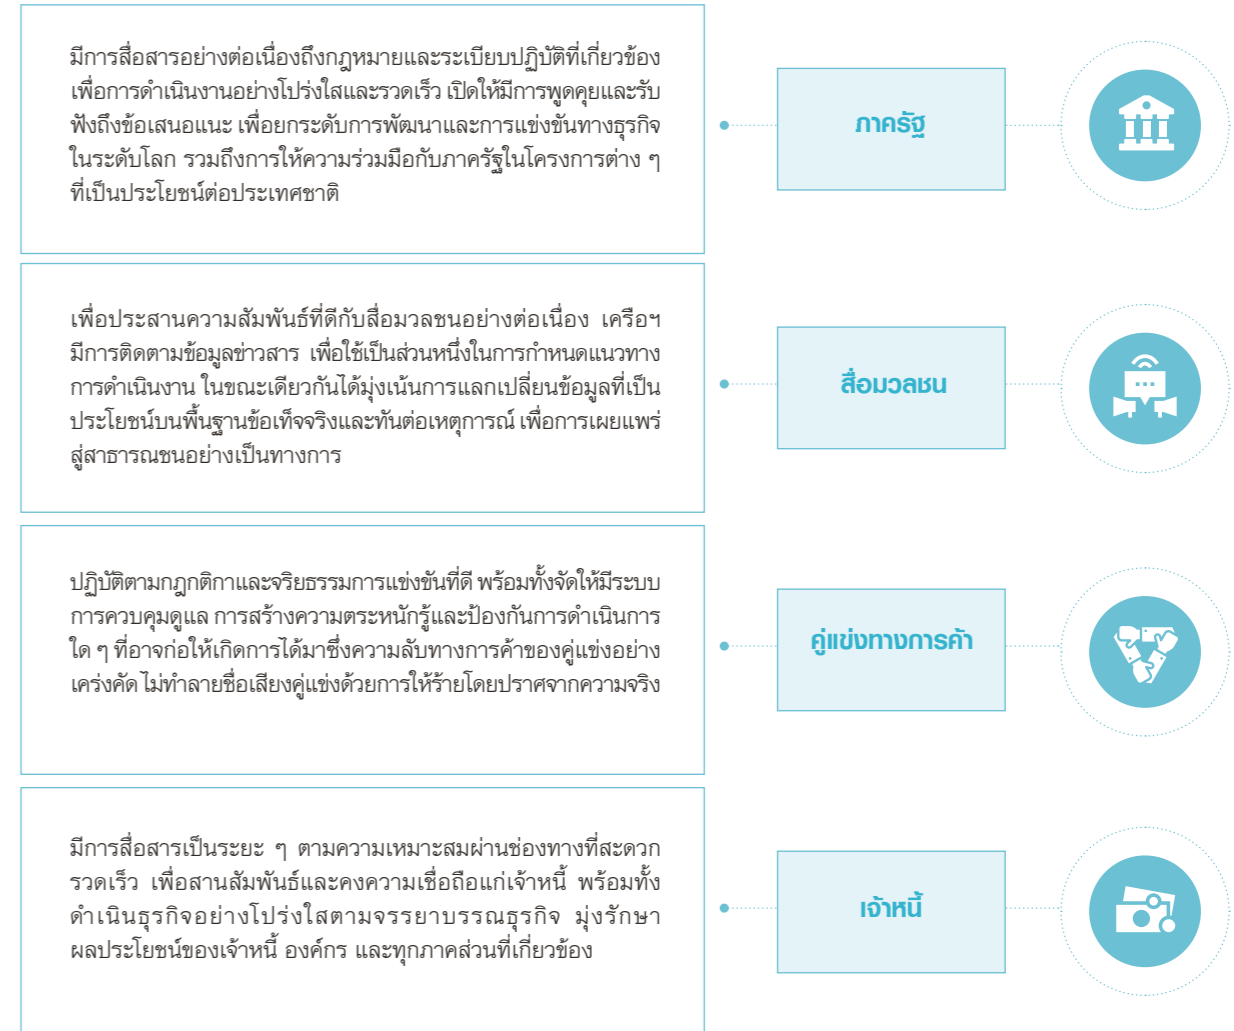 มีการสื่อสารอย่างต่อเนื่องถึงกฎหมายและระเบียบปฏิบัติที่เกี่ยวข้อง
เพื่อการดำเนินงานอย่างโปร่งใสและรวดเร็ว เปิดให้มีการพูดคุยและรับ
ฟังถึงข้อเสนอแนะ เพื่อยกระดับการพัฒนาและการแข่งขันทางธุรกิจ
ในระดับโลก รวมถึงการให้ความร่วมมือกับภาครัฐในโครงการต่าง ๆ
ที่เป็นประโยชน์ต่อประเทศชาติ
ภาครัฐ
เพื่อประสานความสัมพันธ์ที่ดีกับสื่อมวลชนอย่างต่อเนื่อง เครือฯ
มีการติดตามข้อมูลข่าวสาร เพื่อใช้เป็นส่วนหนึ่งในการกำหนดแนวทาง
การดำเนินงาน ในขณะเดียวกันได้มุ่งเน้นการแลกเปลี่ยนข้อมูลที่เป็น
ประโยชน์บนพื้นฐานข้อเท็จจริงและทันต่อเหตุการณ์ เพื่อการเผยแพร่
สู่สาธารณชนอย่างเป็นทางการ
สื่อมวลชน
ปฏิบัติตามกฎกติกาและจริยธรรมการแข่งขันที่ดี พร้อมทั้งจัดให้มีระบบ
การควบคุมดูแล การสร้างความตระหนักรู้และป้องกันการดำเนินการ
ใด ๆ ที่อาจก่อให้เกิดการได้มาซึ่งความลับทางการค้าของคู่แข่งอย่าง
เคร่งคัด ไม่ทำลายชื่อเสียงคู่แข่งด้วยการให้ร้ายโดยปราศจากความจริง
คู่แข่งทางการค้า
มีการสื่อสารเป็นระยะ ๆ ตามความเหมาะสมผ่านช่องทางที่สะดวก
รวดเร็ว เพื่อสานสัมพันธ์และคงความเชื่อถือแก่เจ้าหนี้ พร้อมทั้ง
ดำเนินธุรกิจอย่างโปร่งใสตามจรรยาบรรณธุรกิจ มุ่งรักษา
ผลประโยชน์ของเจ้าหนี้ องค์กร และทุกภาคส่วนที่เกี่ยวข้อง
เจ้าหนี้